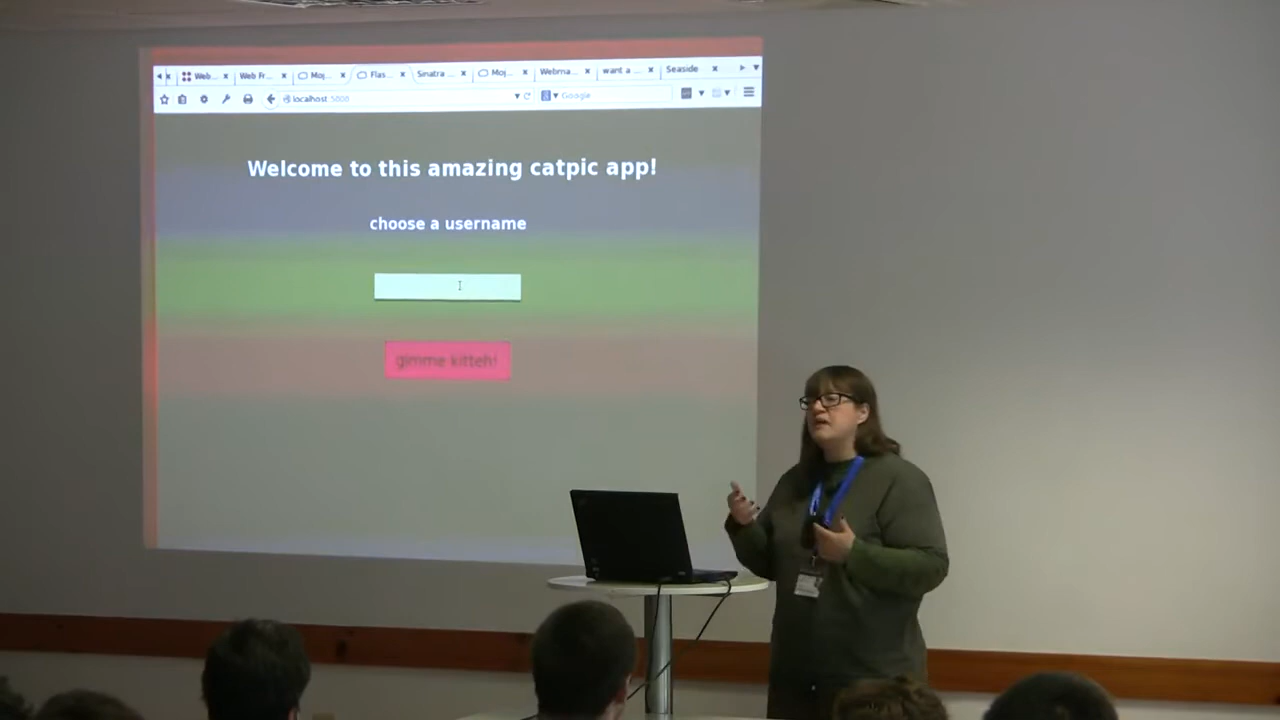 Web... Web Fr... Moj... Flas... Sinatra ... Moj... Webma... want a ... Seaside
localhost:5000 Google
Welcome to this amazing catpic app!
choose a username
gimme kitteh!